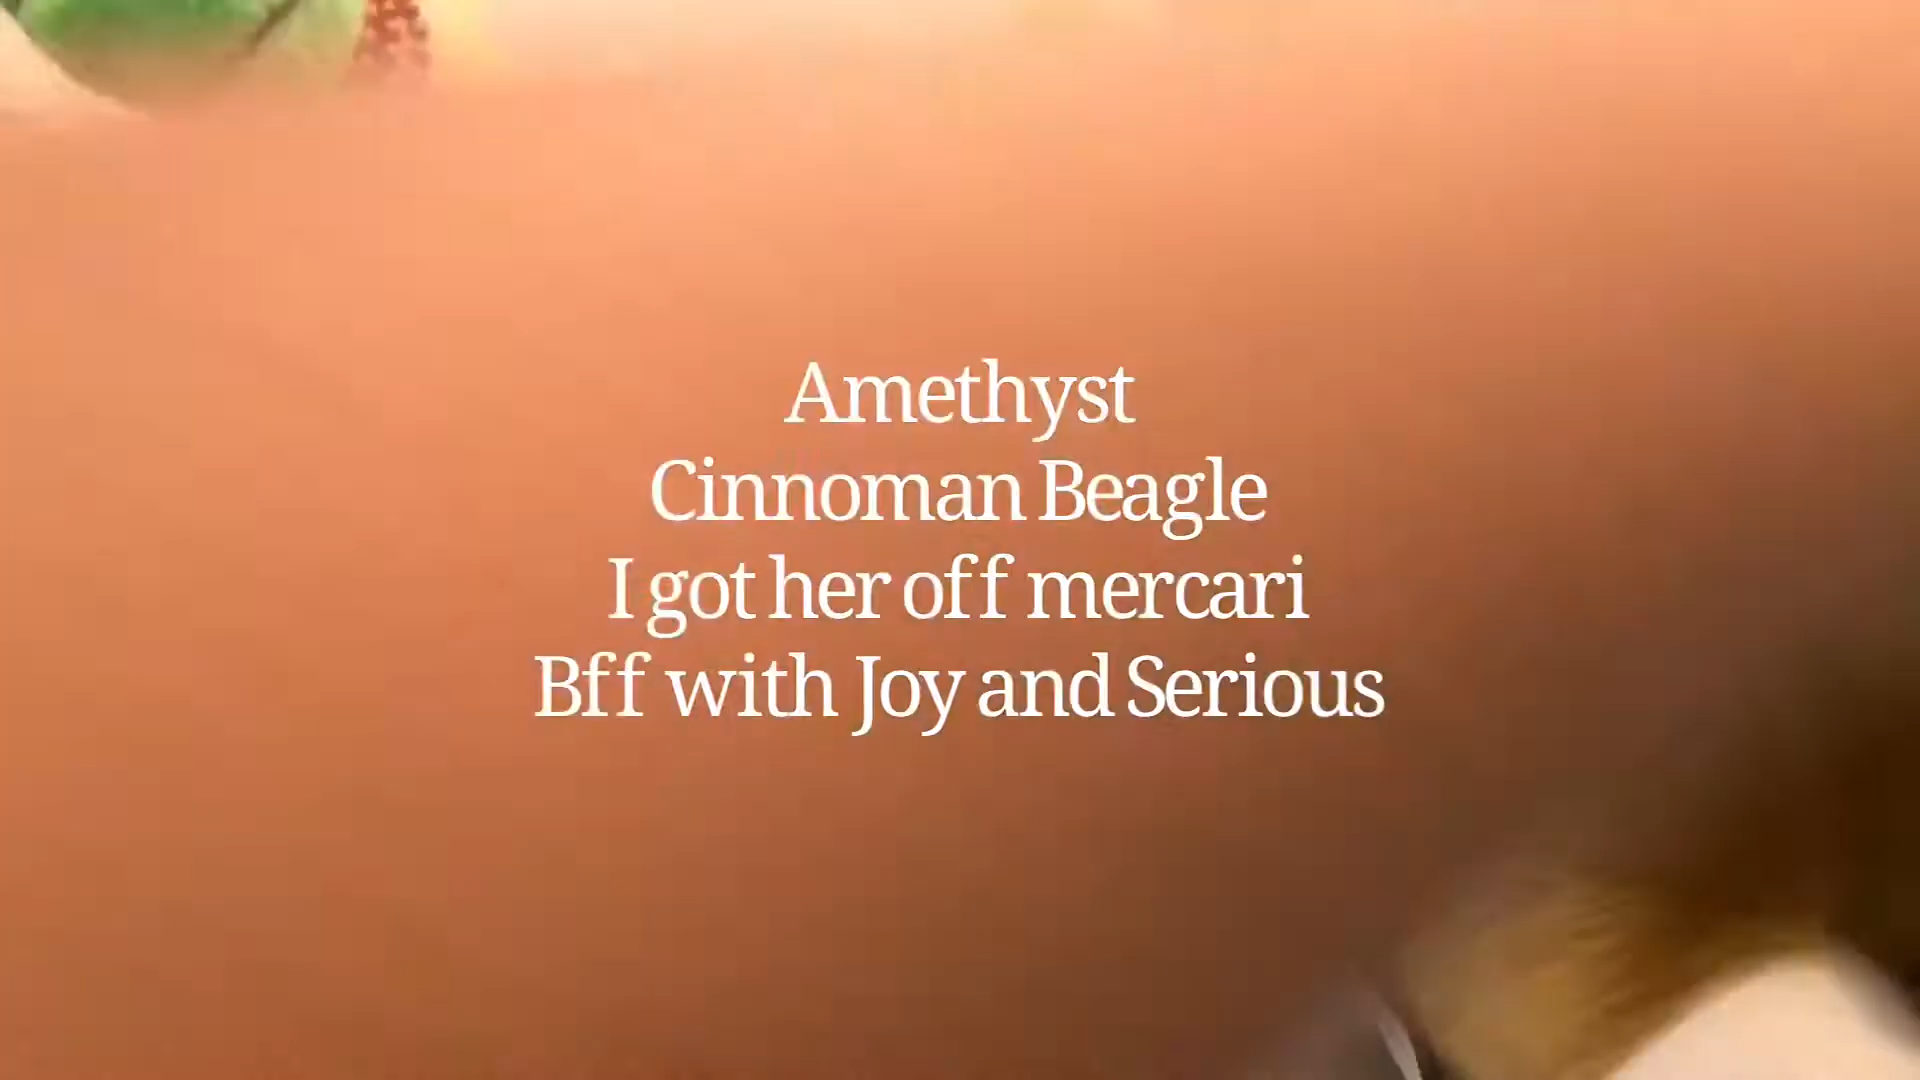 Amethyst
Cinnoman Beagle
I got her off mercari
Bff with Joy and Serious